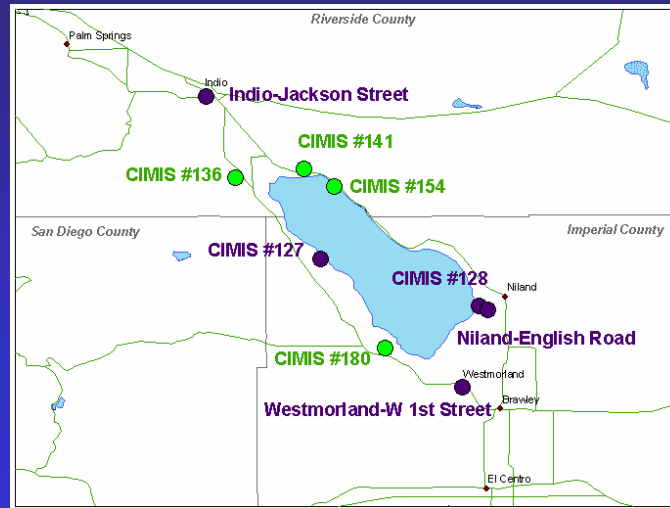 Riverside County
Palm Springs
Indio
Indio-Jackson Street
CIMIS #141
CIMIS #136
CIMIS #154
San Diego County
Imperial County
CIMIS #127
CIMIS #128
Niland
Niland-English Road
CIMIS #180
Westmorland
Westmorland-W 1st Street
Brawley
El Centro